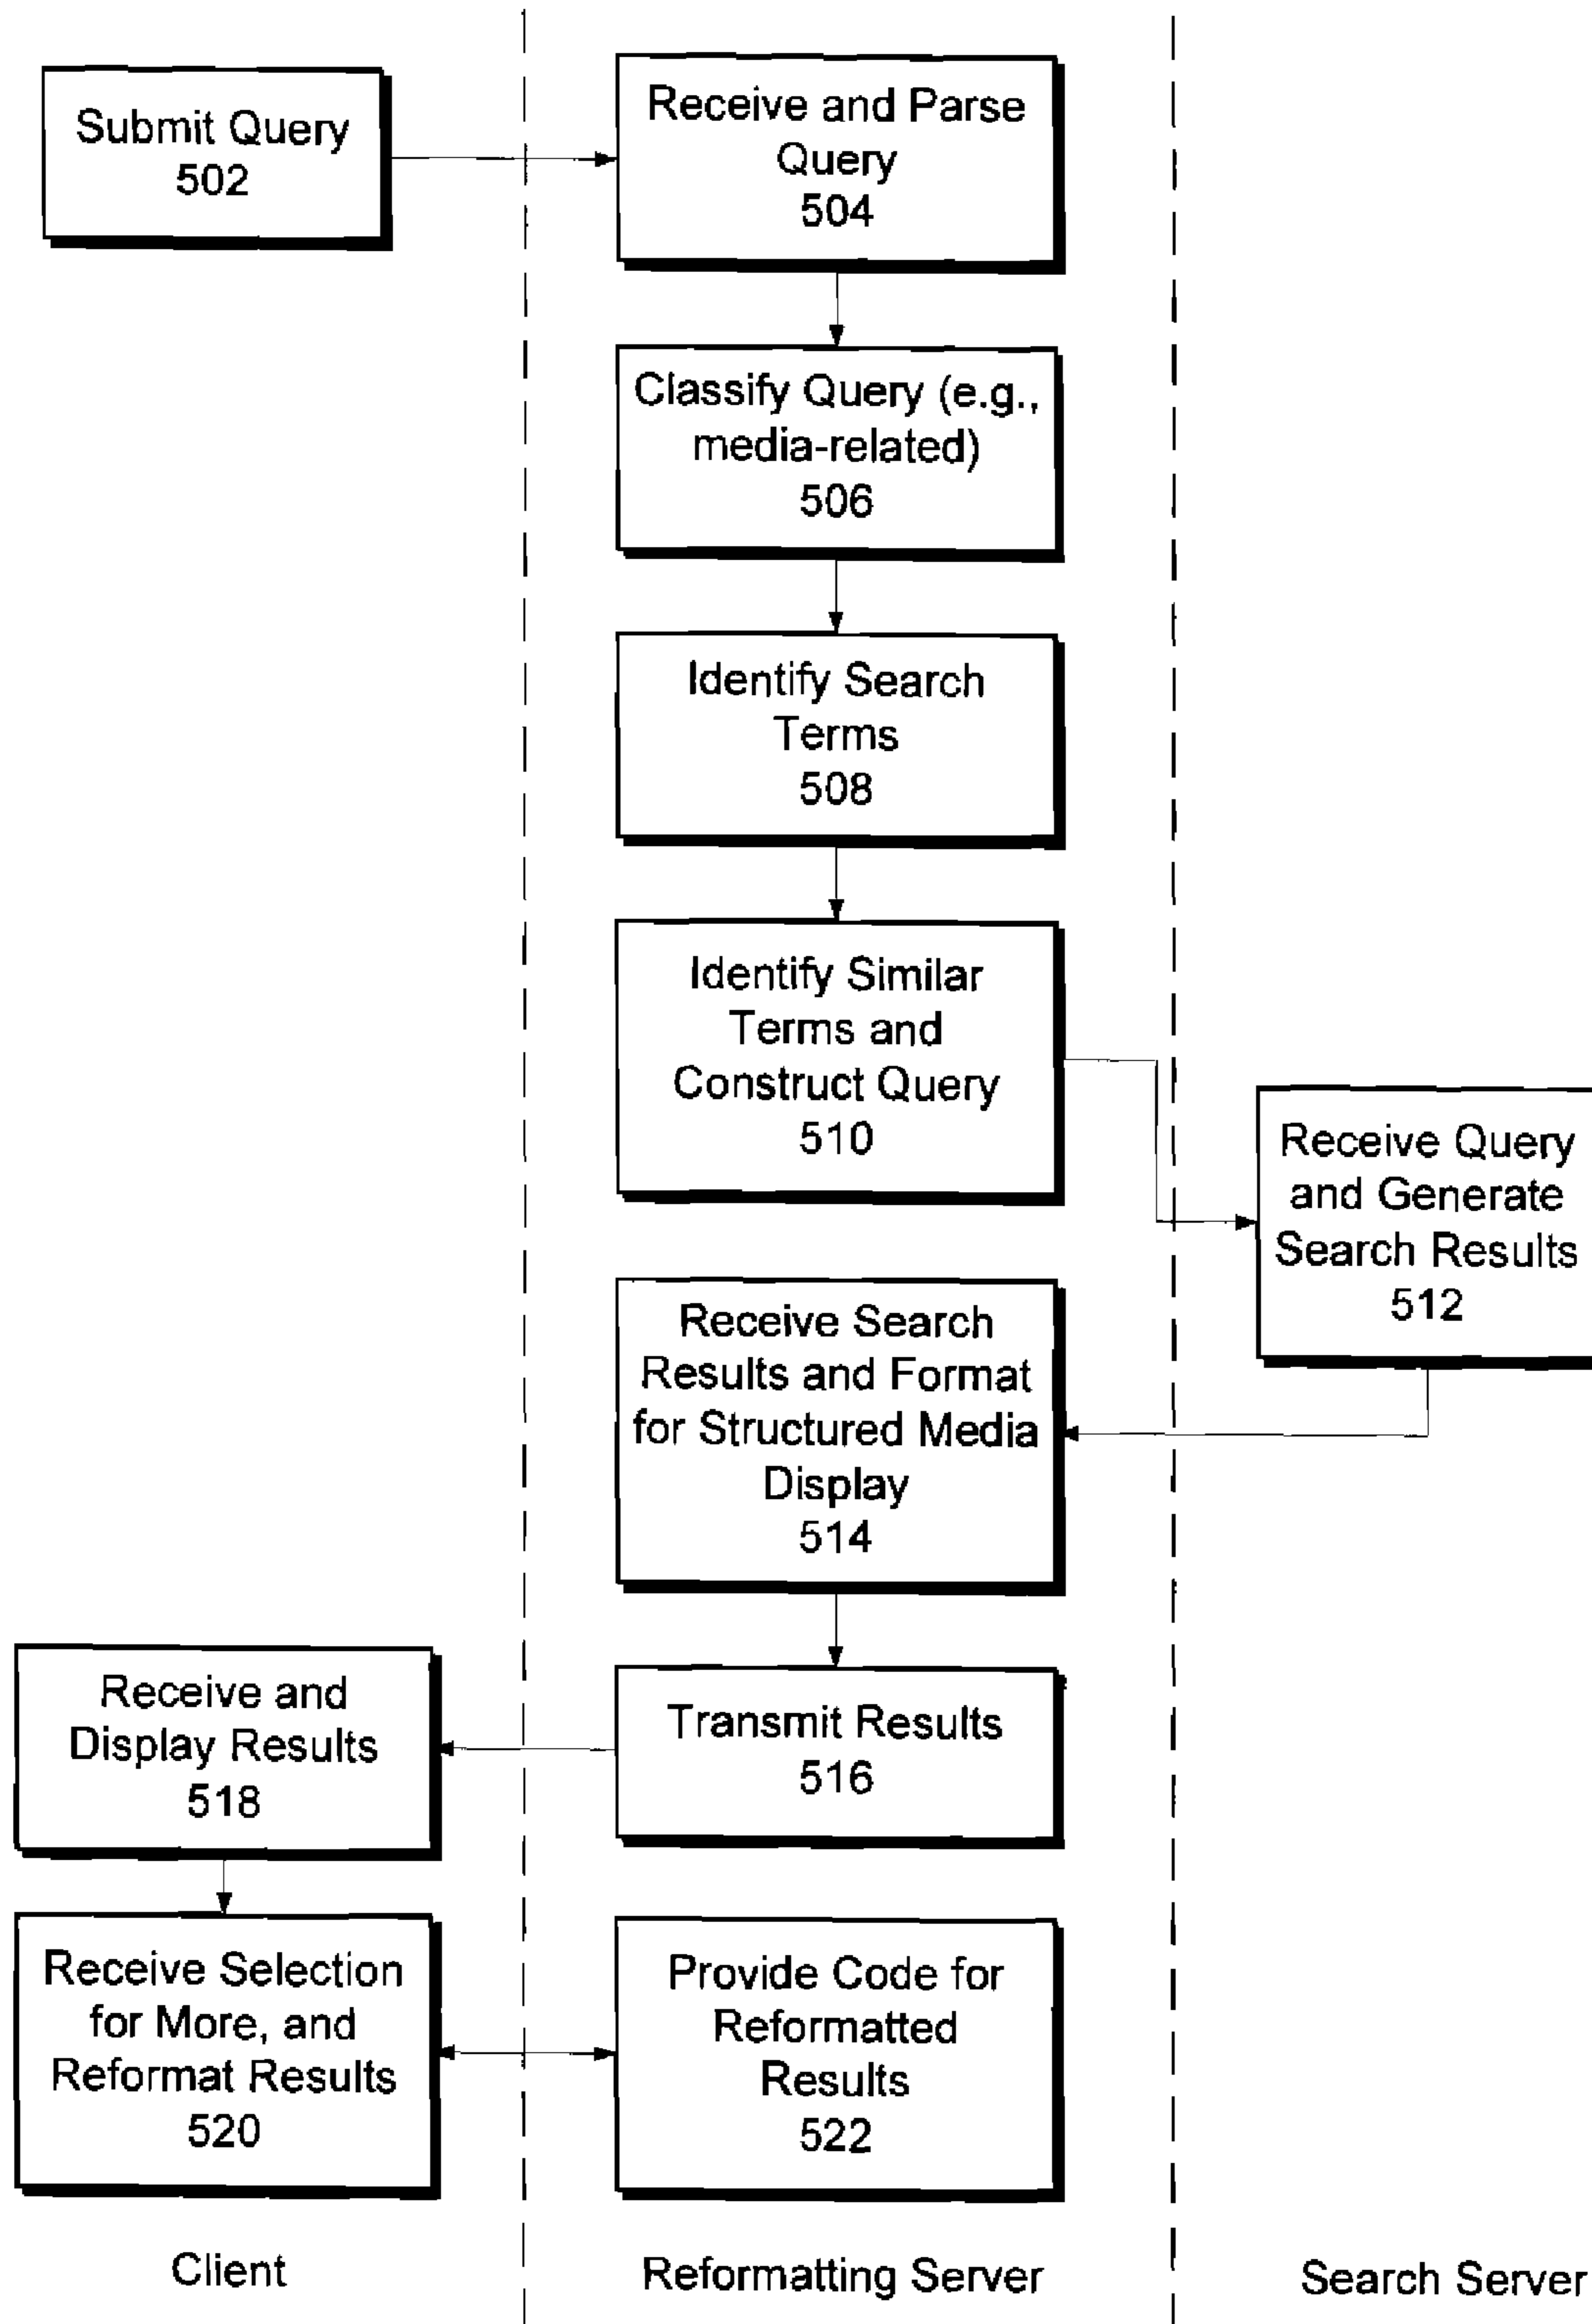 Submit Query
502
Receive and Parse
Query
504
Classify Query (e.g.,
media-related)
506
Identify Search
Terms
508
Identify Similar
Terms and
Construct Query
510
Receive Query
and Generate
Search Results
512
Receive Search
Results and Format
for Structured Media
Display
514
Transmit Results
516
Receive and
Display Results
518
Receive Selection
for More, and
Reformat Results
520
Provide Code for
Reformatted
Results
522
Client
Reformatting Server
Search Server